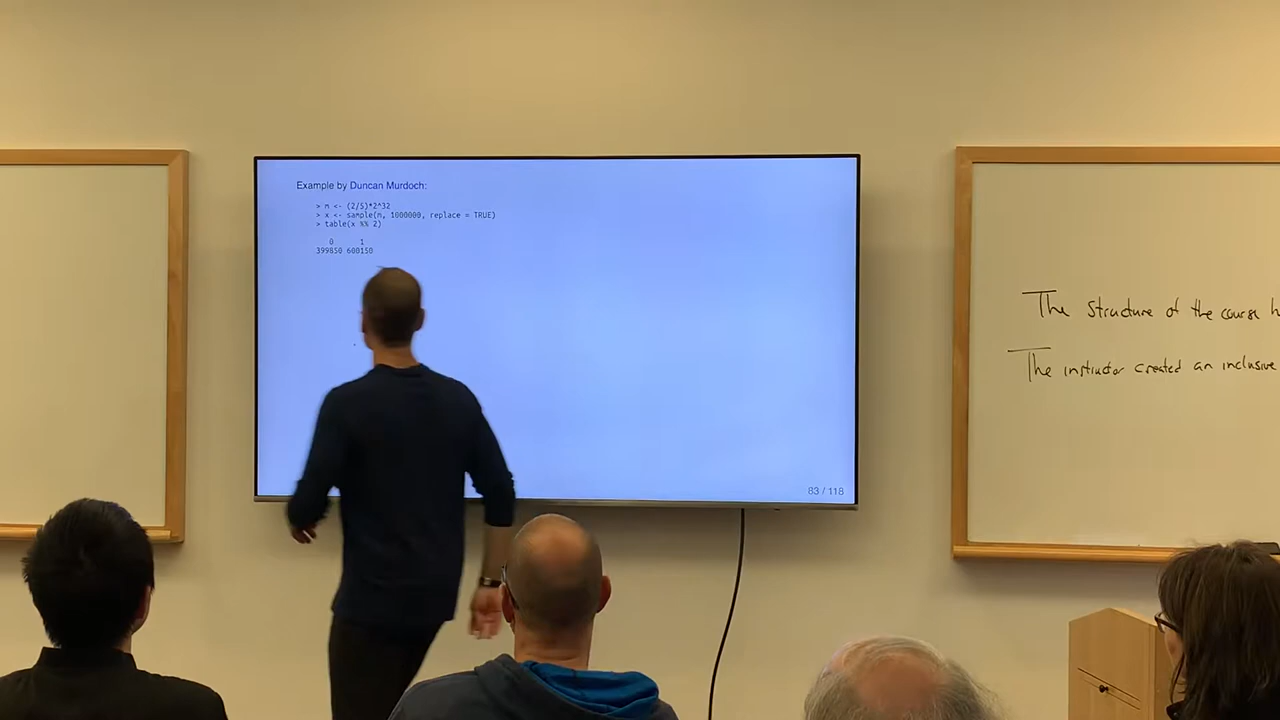 Example by Duncan Murdoch:
> m <- (2/5)*2^32
> x <- sample(m, 1000000, replace = TRUE)
> table(x %% 2)
0 1
399850 600150
83 / 118
The structure of the course h
The instructor created an inclusive